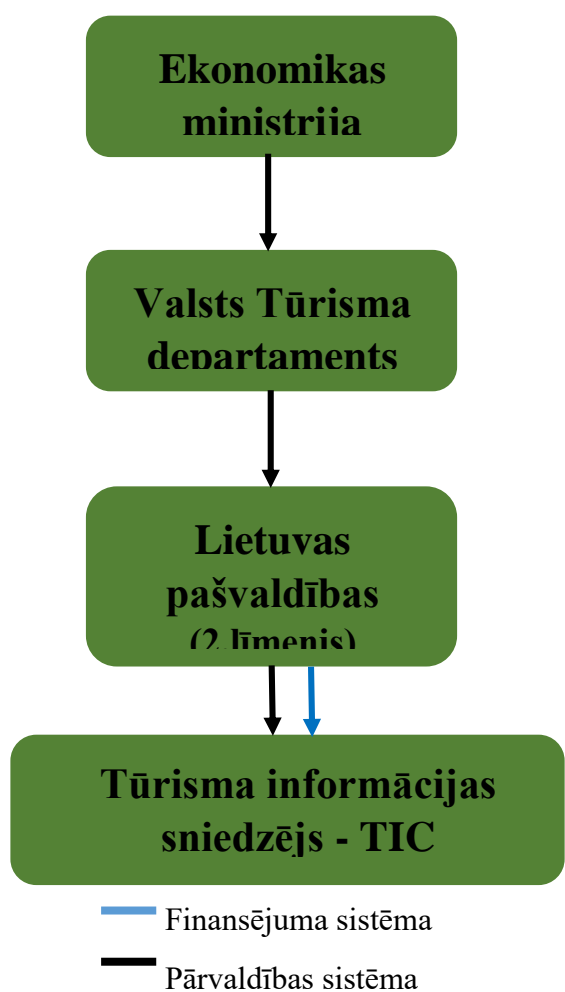 Ekonomikas
ministrija
Valsts Tūrisma
departaments
Lietuvas
pašvaldības
(2.līmenis)
Tūrisma informācijas
sniedzējs - TIC
Finansējuma sistēma
Pārvaldības sistēma